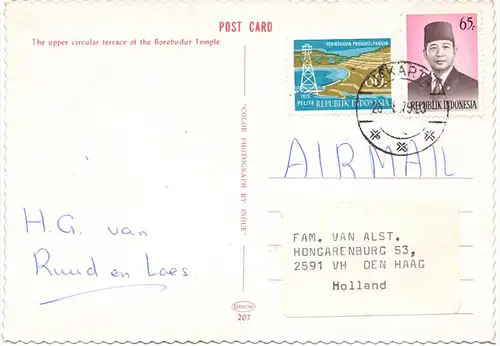 POST CARD
The upper circular terrace of the Borobudur Temple.
PENINGKATAN PRODUKSI PANGAN
1975
PELITA REPUBLIK INDONESIA
65r
REPUBLIK INDONESIA
"COLOR PHOTOGRAPH BY INOUE"
AIRMAIL
H.G. van
Ruud en Loes.
FAM. VAN ALST.
HONGARENBURG 53,
2591 VH DEN HAAG
Holland
207